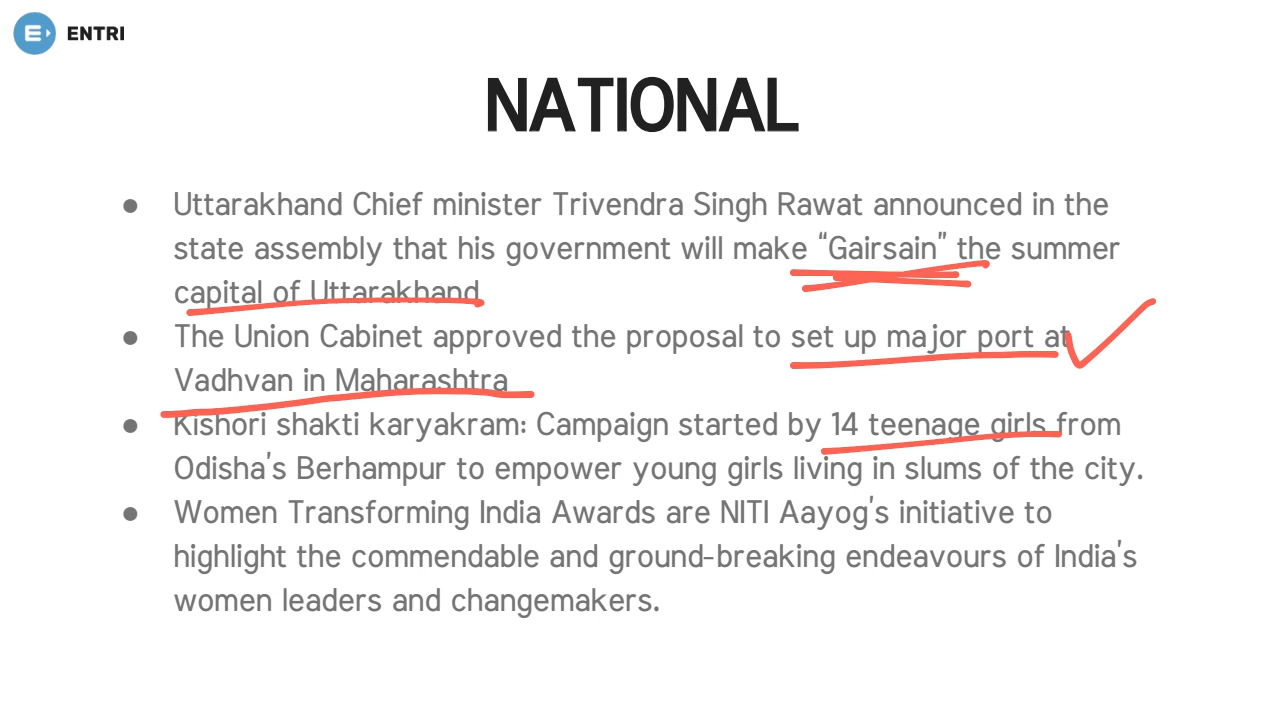 ENTRI
NATIONAL
● Uttarakhand Chief minister Trivendra Singh Rawat announced in the
state assembly that his government will make “Gairsain” the summer
capital of Uttarakhand
● The Union Cabinet approved the proposal to set up major port at
Vadhvan in Maharashtra
● Kishori shakti karyakram: Campaign started by 14 teenage girls from
Odisha's Berhampur to empower young girls living in slums of the city.
● Women Transforming India Awards are NITI Aayog's initiative to
highlight the commendable and ground-breaking endeavours of India's
women leaders and changemakers.